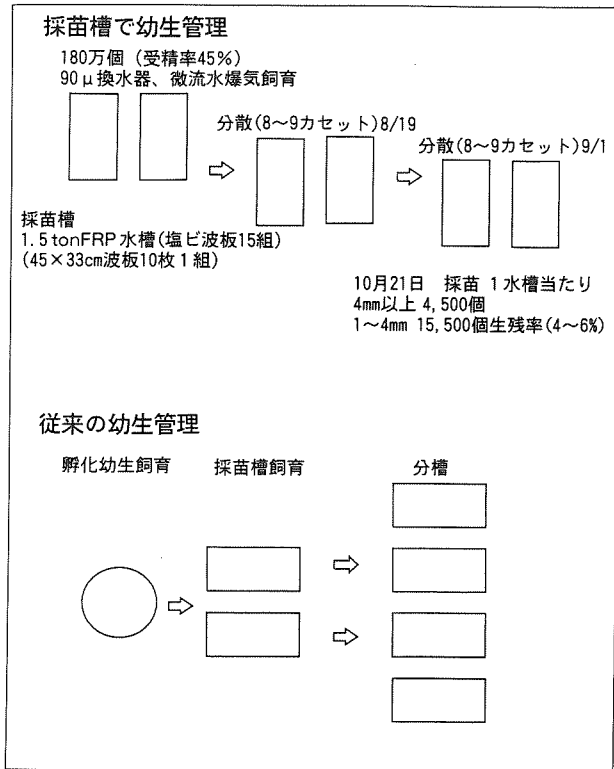 採苗槽で幼生管理
180万個（受精率45%）
90μ換水器、微流水爆気飼育
分散(8～9カセット)8/19
分散(8～9カセット)9/1
採苗槽
1.5tonFRP水槽(塩ビ波板15組)
(45×33cm波板10枚1組)
10月21日 採苗 1水槽当たり
4mm以上 4,500個
1～4mm 15,500個生残率(4～6%)
従来の幼生管理
孵化幼生飼育
採苗槽飼育
分槽